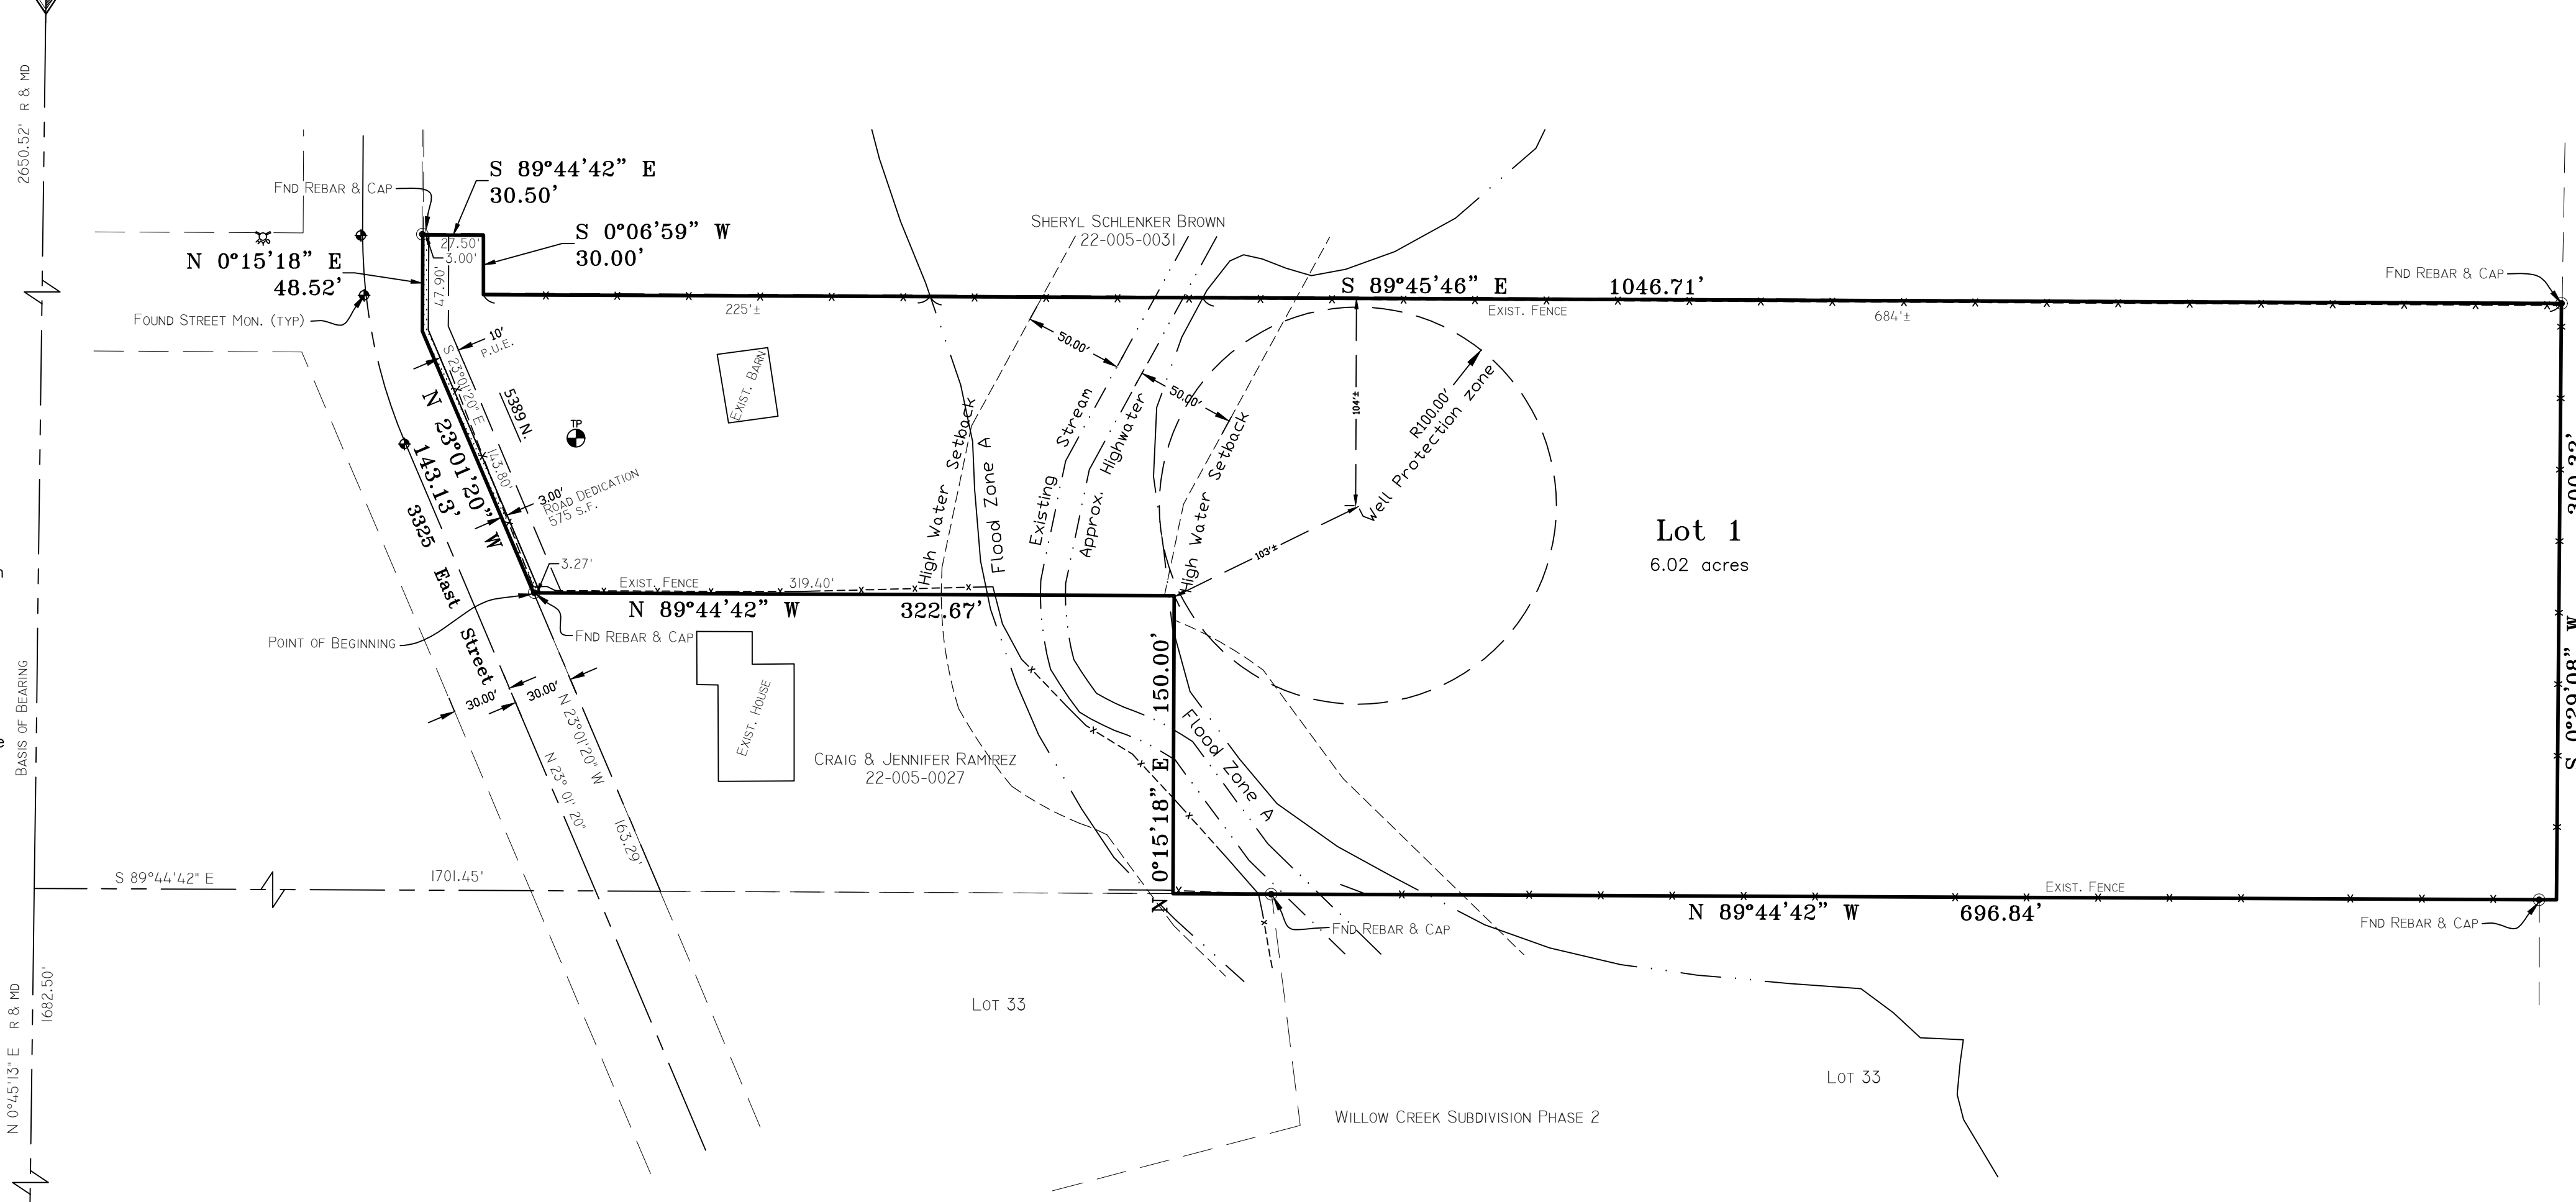 2650.52' R & MD
S 89°44'42" E
30.50'
FND REBAR & CAP
S 0°06'59" W
30.00'
27.50'
3.00'
N 0°15'18" E
48.52'
47.90'
FOUND STREET MON. (TYP)
SHERYL SCHLENKER BROWN
22-005-0031
S 89°45'46" E 1046.71'
EXIST. FENCE
FND REBAR & CAP
225'±
684'±
10'
P.U.E.
S 23°01'20" E
143.80'
5389 N.
TP
EXIST. BARN
N 23°01'20" W
143.13'
3.00'
ROAD DEDICATION
575 S.F.
3325 East Street
50.00'
50.00'
High Water Setback
Flood Zone A
Existing Stream
Approx. Highwater
High Water Setback
104'±
103'±
R100.00'
Well Protection zone
Lot 1
6.02 acres
S 0°29'08" W
3.27'
EXIST. FENCE
319.40'
N 89°44'42" W 322.67'
POINT OF BEGINNING
FND REBAR & CAP
EXIST. HOUSE
30.00'
30.00'
N 23°01'20" W
163.29'
N 23° 01' 20"
CRAIG & JENNIFER RAMIREZ
22-005-0027
N 0°15'18" E 150.00'
Flood Zone A
BASIS OF BEARING
S 89°44'42" E
1701.45'
EXIST. FENCE
N 89°44'42" W 696.84'
FND REBAR & CAP
FND REBAR & CAP
N 0°45'13" E R & MD
1682.50'
LOT 33
LOT 33
WILLOW CREEK SUBDIVISION PHASE 2